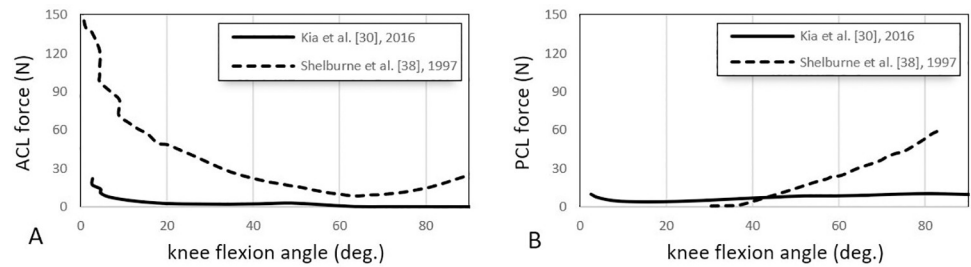 150
120
90
60
30
0
ACL force (N)
Kia et al. [30], 2016
Shelburne et al. [38], 1997
0 20 40 60 80
knee flexion angle (deg.)
A
150
120
90
60
30
0
PCL force (N)
Kia et al. [30], 2016
Shelburne et al. [38], 1997
0 20 40 60 80
knee flexion angle (deg.)
B